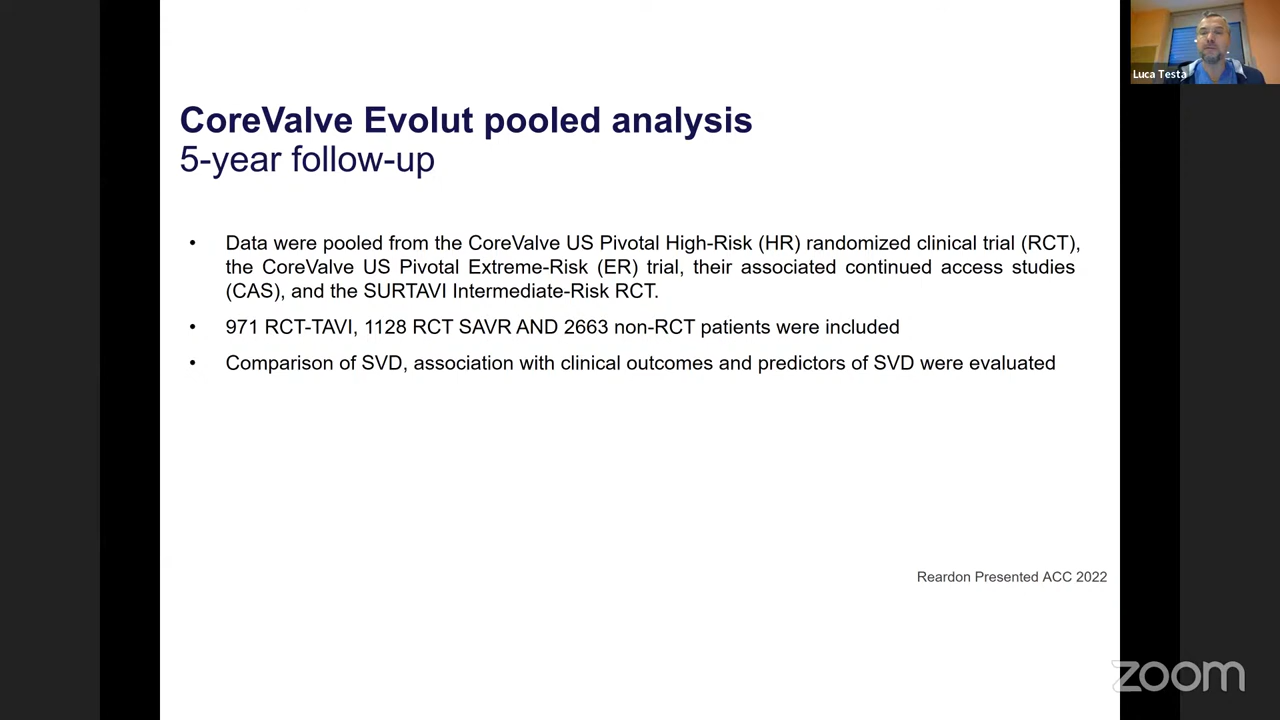 Luca Testa
CoreValve Evolut pooled analysis
5-year follow-up
• Data were pooled from the CoreValve US Pivotal High-Risk (HR) randomized clinical trial (RCT),
the CoreValve US Pivotal Extreme-Risk (ER) trial, their associated continued access studies
(CAS), and the SURTAVI Intermediate-Risk RCT.
• 971 RCT-TAVI, 1128 RCT SAVR AND 2663 non-RCT patients were included
• Comparison of SVD, association with clinical outcomes and predictors of SVD were evaluated
Reardon Presented ACC 2022
zoom